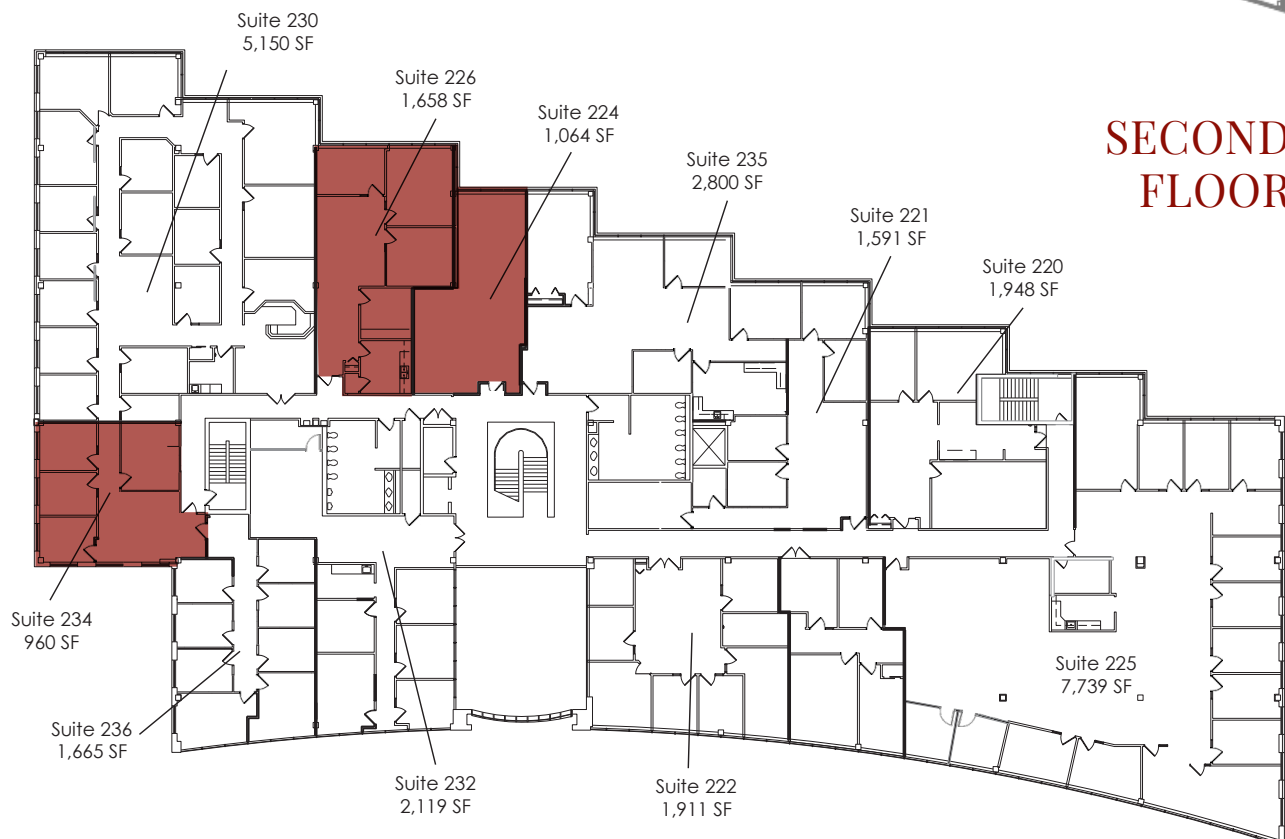 Suite 230
5,150 SF
Suite 226
1,658 SF
Suite 224
1,064 SF
SECOND
FLOOR
Suite 235
2,800 SF
Suite 221
1,591 SF
Suite 220
1,948 SF
Suite 234
960 SF
Suite 225
7,739 SF
Suite 236
1,665 SF
Suite 232
2,119 SF
Suite 222
1,911 SF